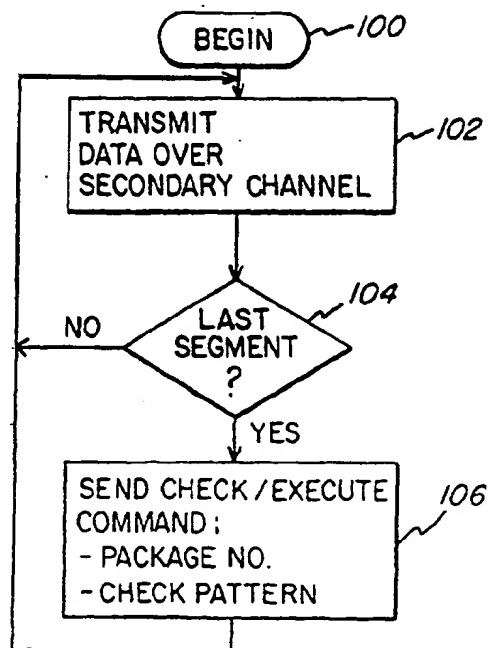 BEGIN
100
TRANSMIT
DATA OVER
SECONDARY CHANNEL
102
LAST
SEGMENT
?
104
NO
YES
SEND CHECK/EXECUTE
COMMAND:
- PACKAGE NO.
- CHECK PATTERN
106